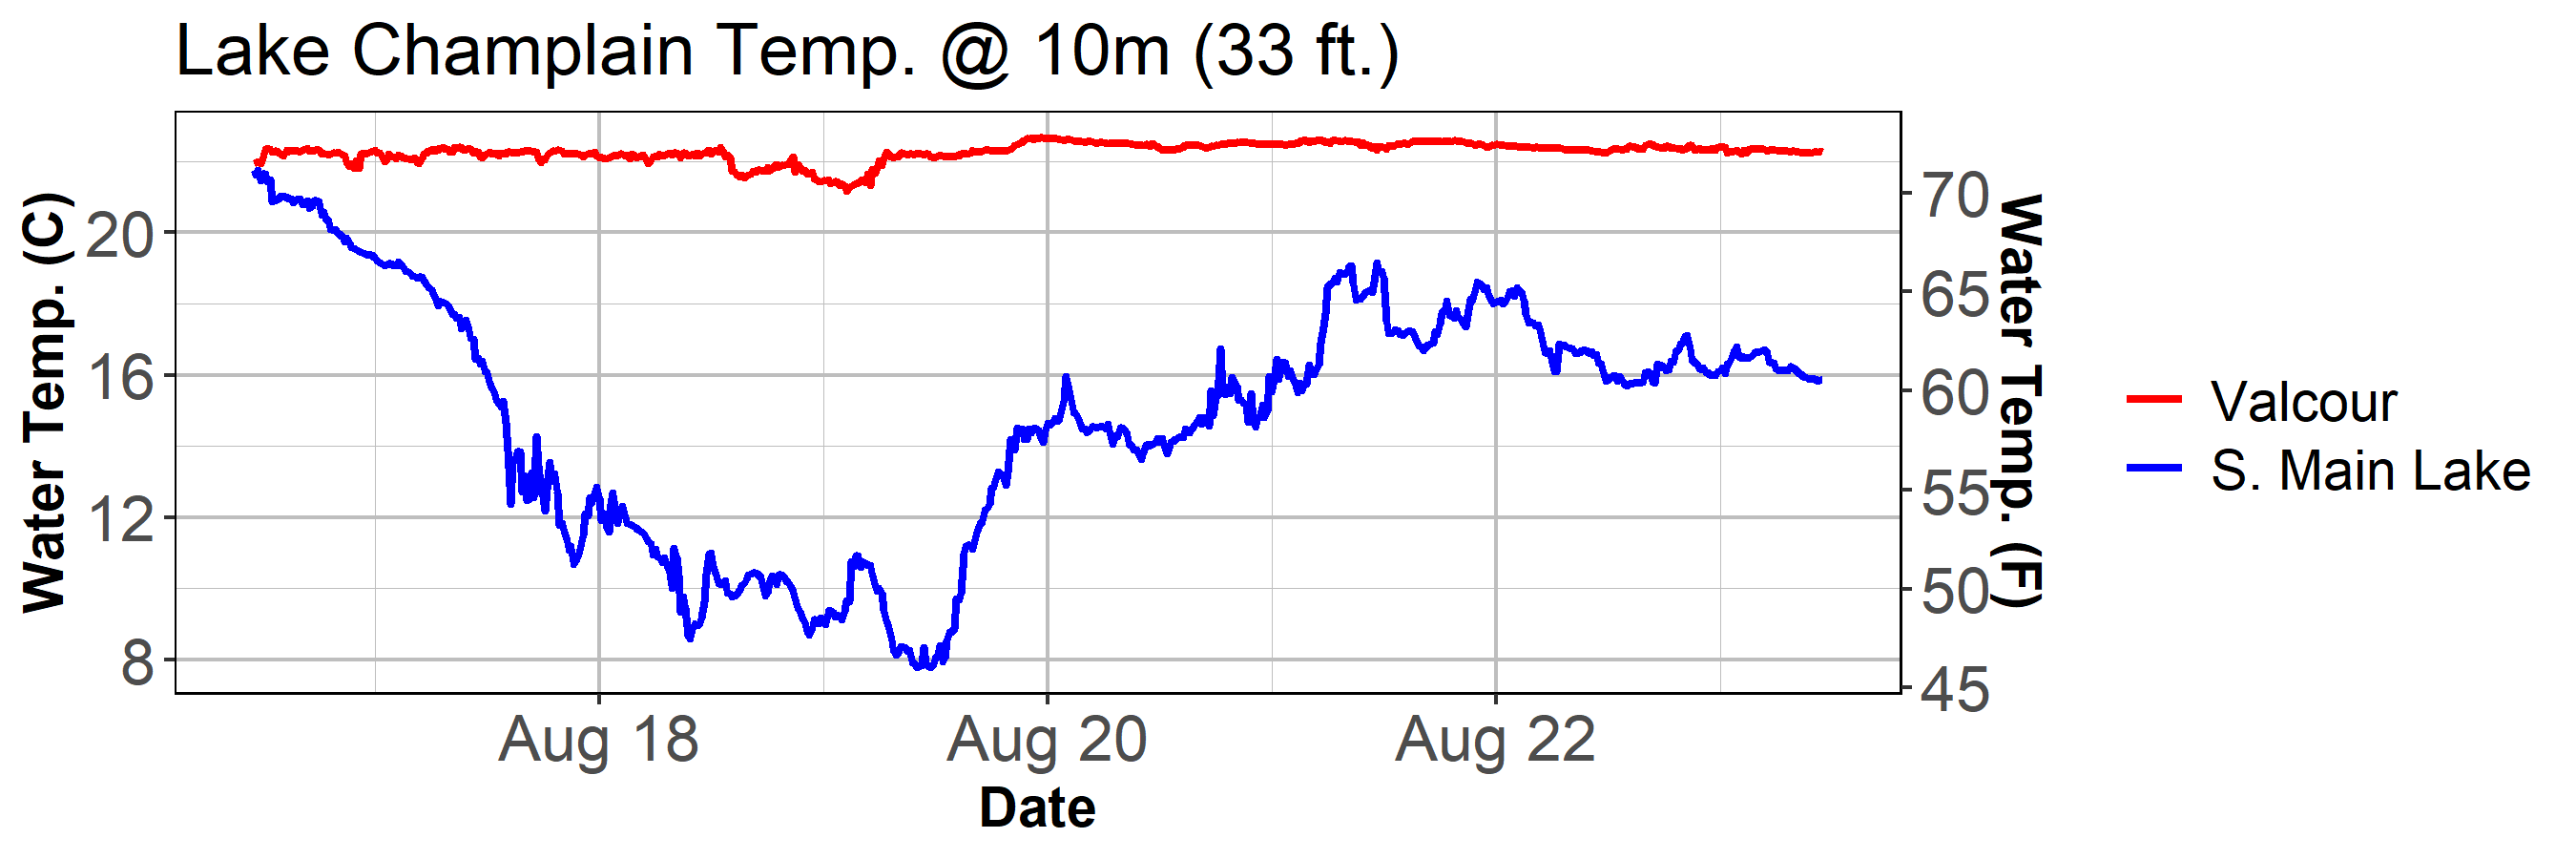 Lake Champlain Temp. @ 10m (33 ft.)
Water Temp. (C)
20
16
12
8
70
65
60
55
50
45
Water Temp. (F)
Aug 18
Aug 20
Aug 22
Date
Valcour
S. Main Lake